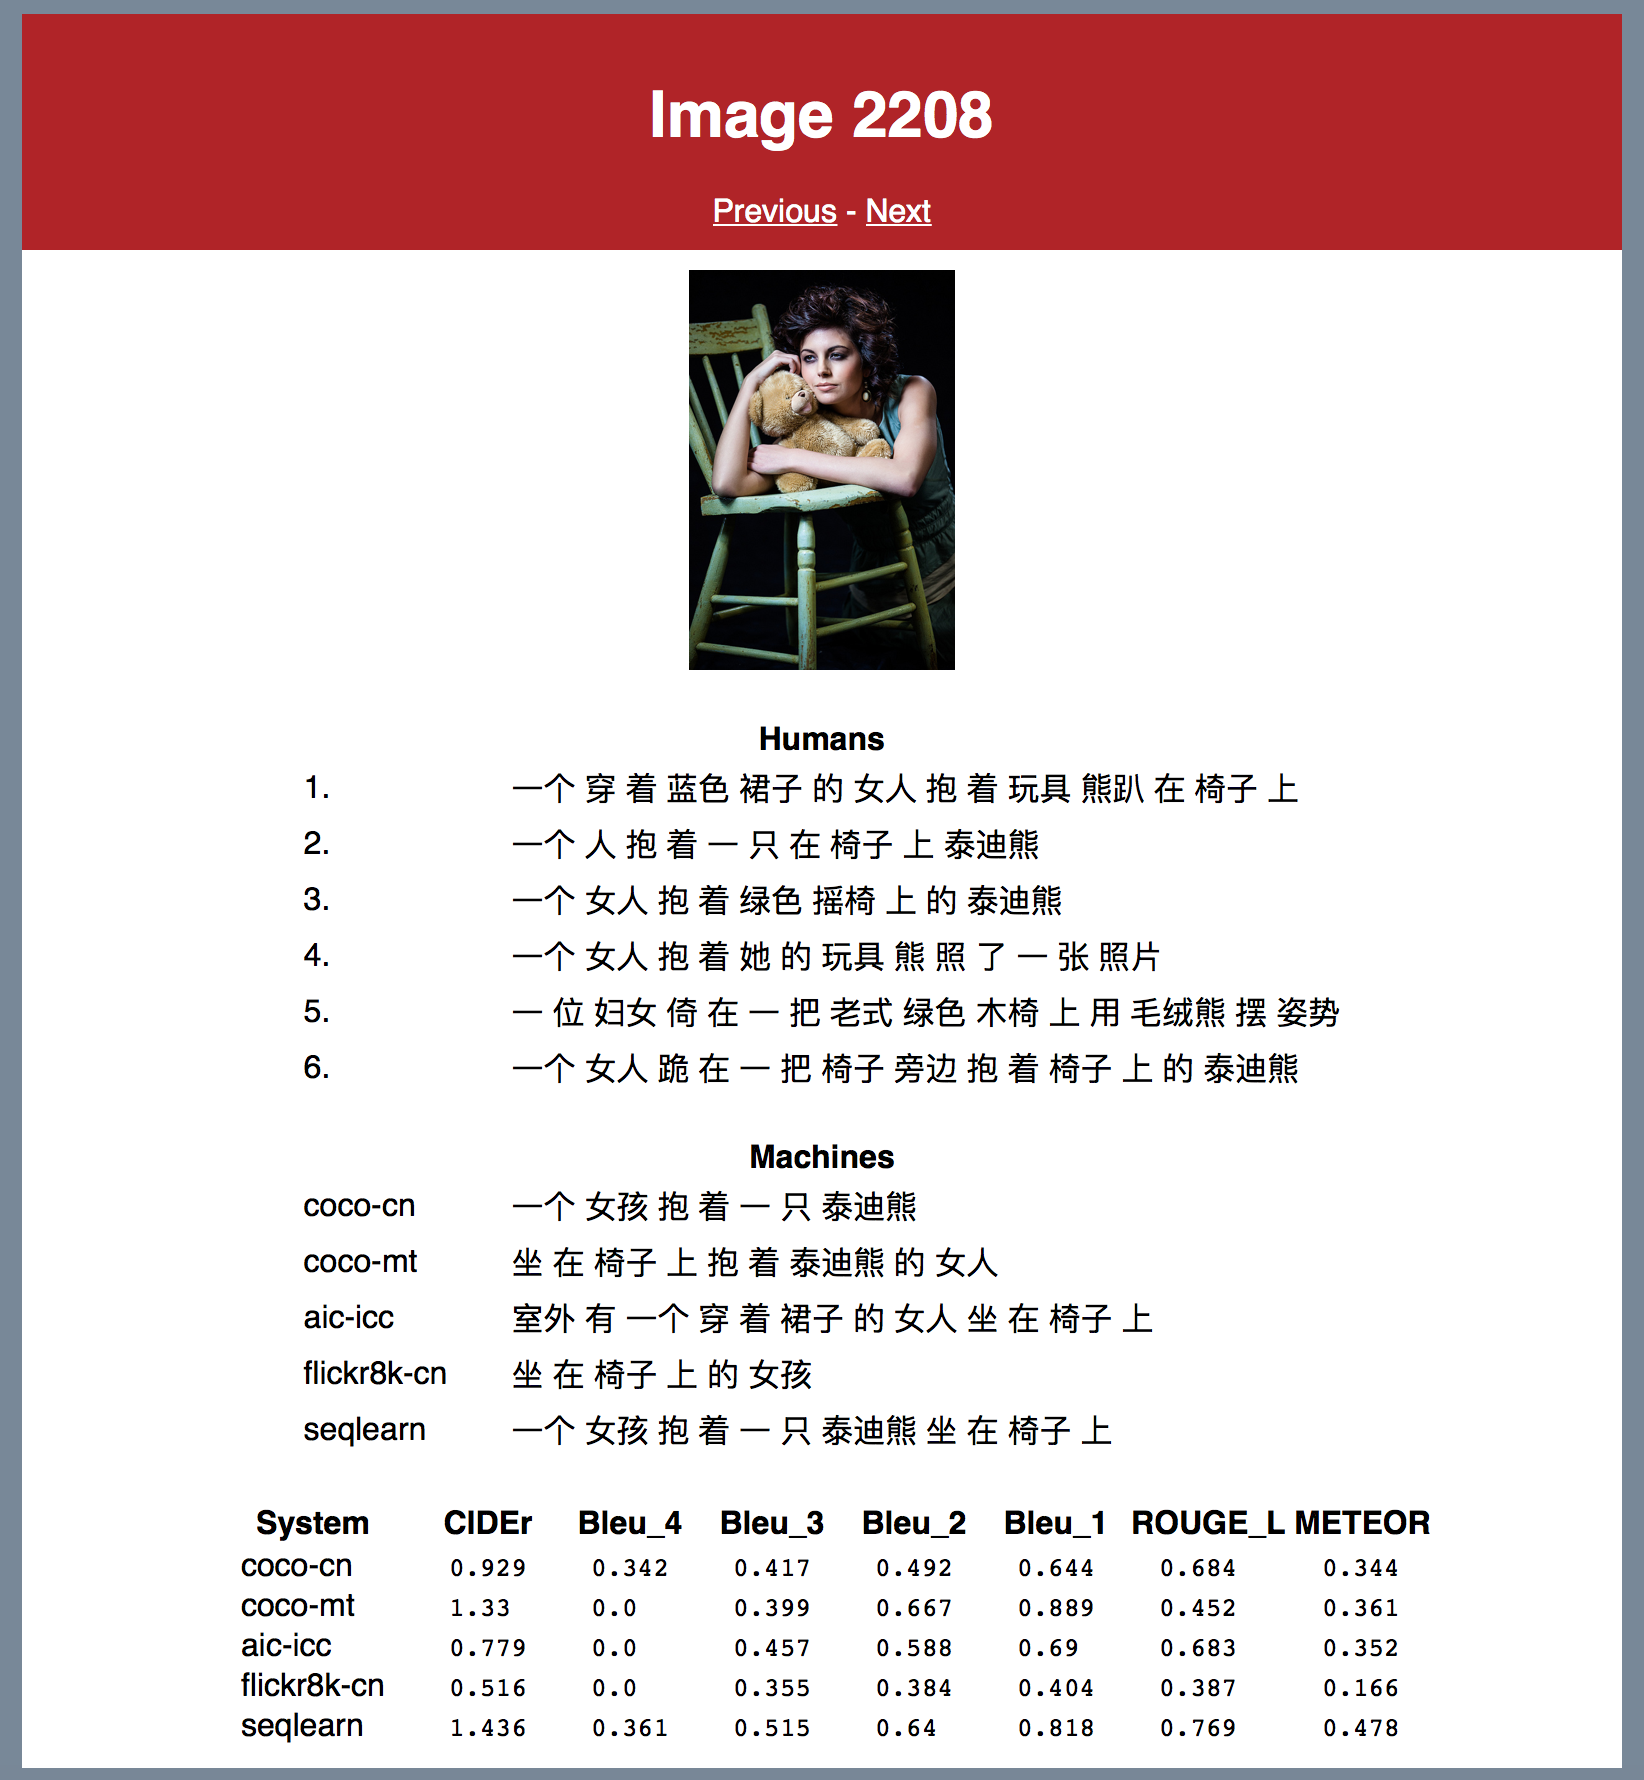 Image 2208
Previous - Next
Humans
1. 一个 穿 着 蓝色 裙子 的 女人 抱 着 玩具 熊趴 在 椅子 上
2. 一个 人 抱 着 一 只 在 椅子 上 泰迪熊
3. 一个 女人 抱 着 绿色 摇椅 上 的 泰迪熊
4. 一个 女人 抱 着 她 的 玩具 熊 照 了 一 张 照片
5. 一 位 妇女 倚 在 一 把 老式 绿色 木椅 上 用 毛绒熊 摆 姿势
6. 一个 女人 跪 在 一 把 椅子 旁边 抱 着 椅子 上 的 泰迪熊
Machines
coco-cn 一个 女孩 抱 着 一 只 泰迪熊
coco-mt 坐 在 椅子 上 抱 着 泰迪熊 的 女人
aic-icc 室外 有 一个 穿 着 裙子 的 女人 坐 在 椅子 上
flickr8k-cn 坐 在 椅子 上 的 女孩
seqlearn 一个 女孩 抱 着 一 只 泰迪熊 坐 在 椅子 上
System CIDEr Bleu_4 Bleu_3 Bleu_2 Bleu_1 ROUGE_L METEOR
coco-cn 0.929 0.342 0.417 0.492 0.644 0.684 0.344
coco-mt 1.33 0.0 0.399 0.667 0.889 0.452 0.361
aic-icc 0.779 0.0 0.457 0.588 0.69 0.683 0.352
flickr8k-cn 0.516 0.0 0.355 0.384 0.404 0.387 0.166
seqlearn 1.436 0.361 0.515 0.64 0.818 0.769 0.478